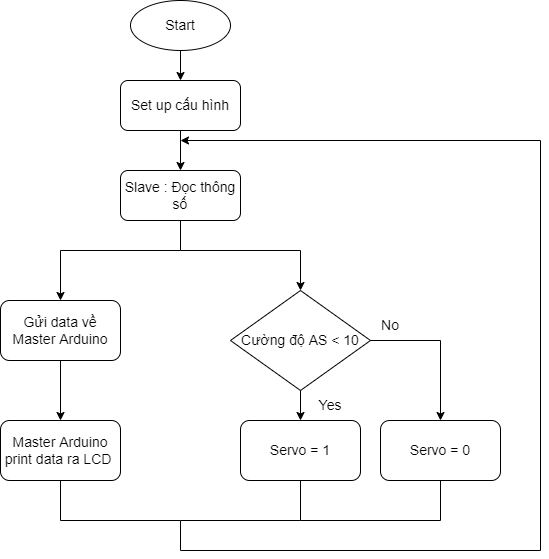 Start
Set up cấu hình
Slave : Đọc thông
số
Gửi data về
Master Arduino
Cường độ AS < 10
No
Yes
Master Arduino
print data ra LCD
Servo = 1
Servo = 0